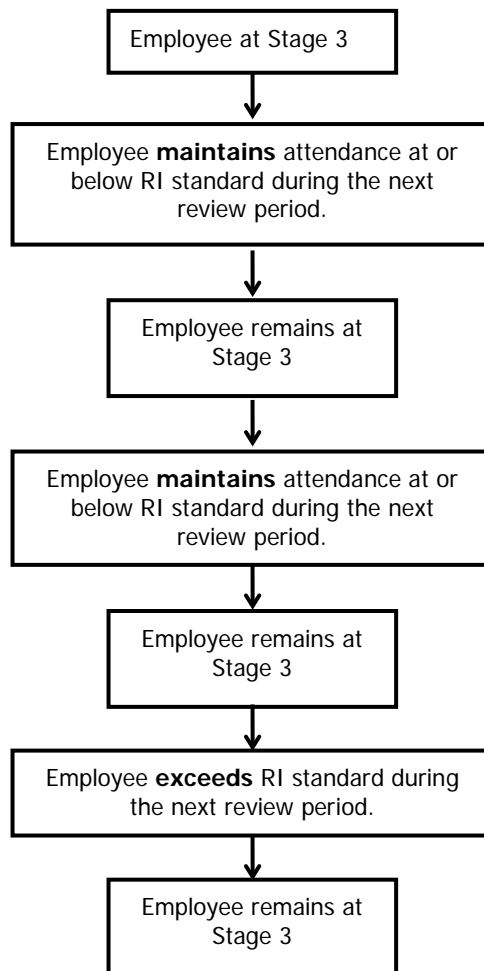 Employee at Stage 3
Employee maintains attendance at or
below RI standard during the next
review period.
Employee remains at
Stage 3
Employee maintains attendance at or
below RI standard during the next
review period.
Employee remains at
Stage 3
Employee exceeds RI standard during
the next review period.
Employee remains at
Stage 3